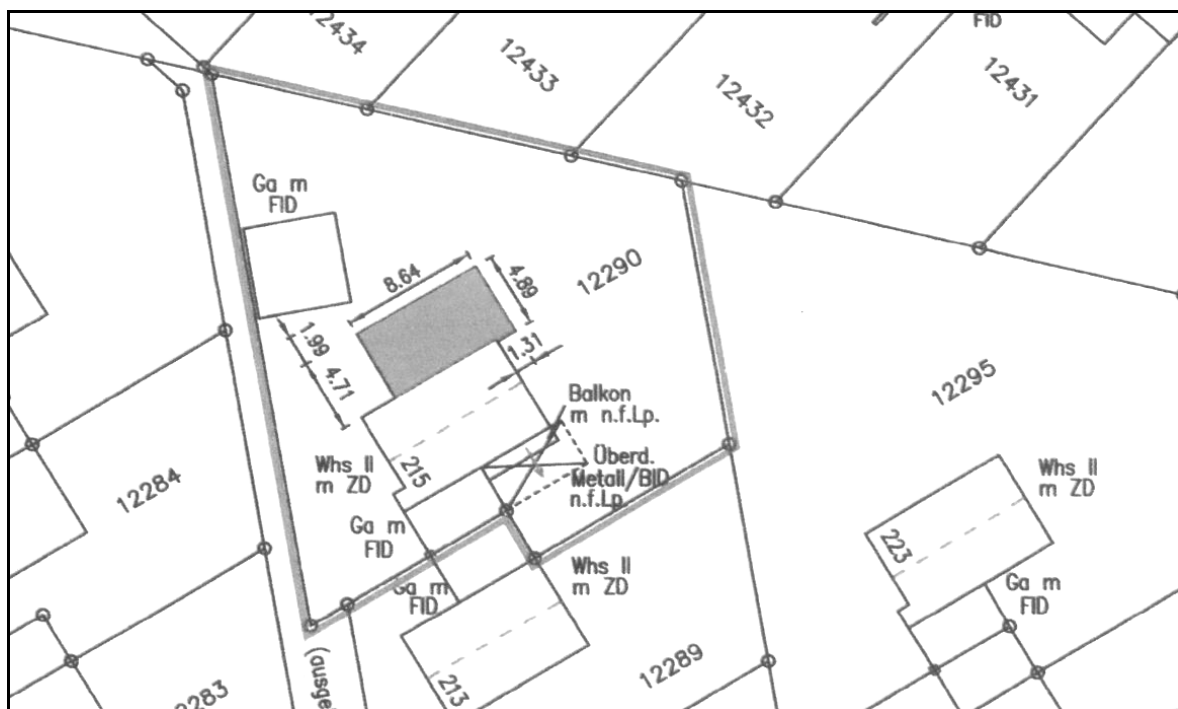 12434
12433
12432
FID
12431
Ga m
FID
8.64
4.89
12290
1.99
4.71
1.31
12295
Balkon
m n.f.Lp.
Überd.
Metall/BID
n.f.Lp.
Whs II
m ZD
215
12284
Ga m
FID
Whs II
m ZD
Ga m
FID
Whs II
m ZD
223
Ga m
FID
12289
213
(ausge